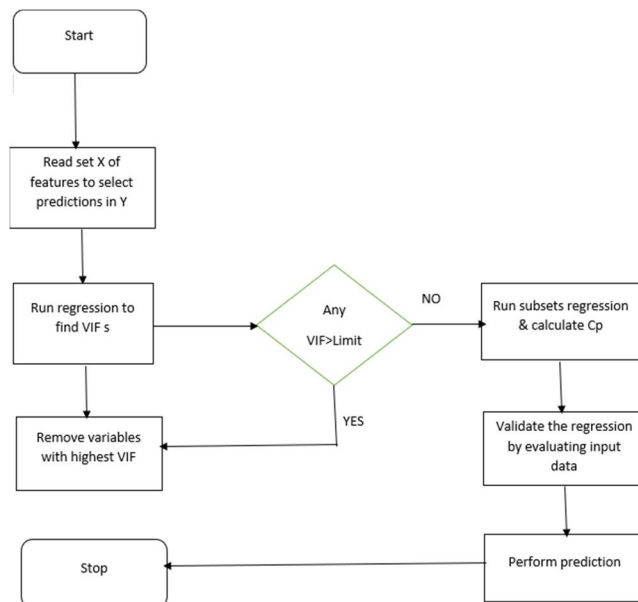 Start
Read set X of
features to select
predictions in Y
Run regression to
find VIF s
Any
VIF>Limit
NO
YES
Remove variables
with highest VIF
Run subsets regression
& calculate Cp
Validate the regression
by evaluating input
data
Perform prediction
Stop